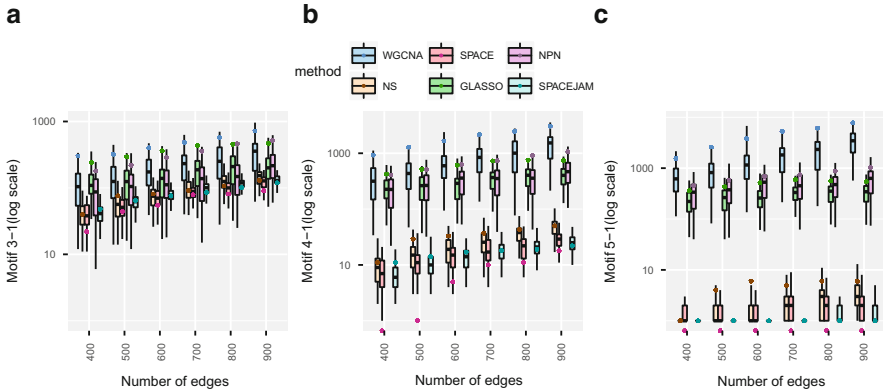 a
b
c
method
WGCNA
SPACE
NPN
NS
GLASSO
SPACEJAM
Motif 3−1(log scale)
1000
10
400
500
600
700
800
900
Number of edges
Motif 4−1(log scale)
1000
10
400
500
600
700
800
900
Number of edges
Motif 5−1(log scale)
1000
10
400
500
600
700
800
900
Number of edges